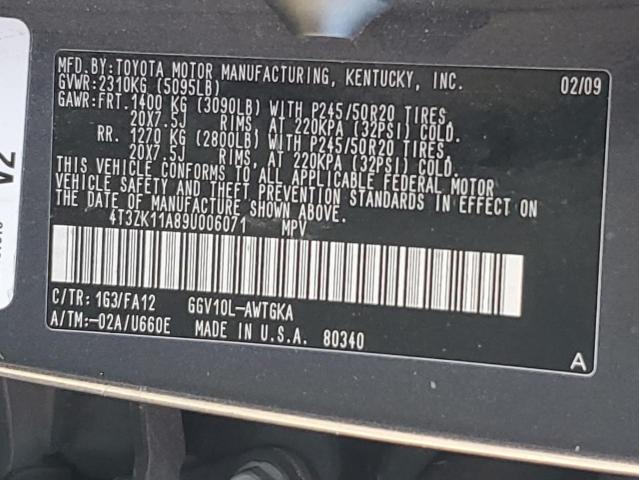 MFD.BY:TOYOTA MOTOR MANUFACTURING, KENTUCKY, INC. 02/09
GVWR:2310KG (5095LB)
GAWR:FRT. 1400 KG (3090LB) WITH P245/50R20 TIRES,
20X7.5J RIMS, AT 220KPA (32PSI) COLD.
RR. 1270 KG (2800LB) WITH P245/50R20 TIRES,
20X7.5J RIMS, AT 220KPA (32PSI) COLD.
THIS VEHICLE CONFORMS TO ALL APPLICABLE FEDERAL MOTOR
VEHICLE SAFETY AND THEFT PREVENTION STANDARDS IN EFFECT ON
THE DATE OF MANUFACTURE SHOWN ABOVE.
4T3ZK11A89U006071 MPV
C/TR: 1G3/FA12 GGV10L-AWTGKA
A/TM:-02A/U660E MADE IN U.S.A. 80340
A
V2